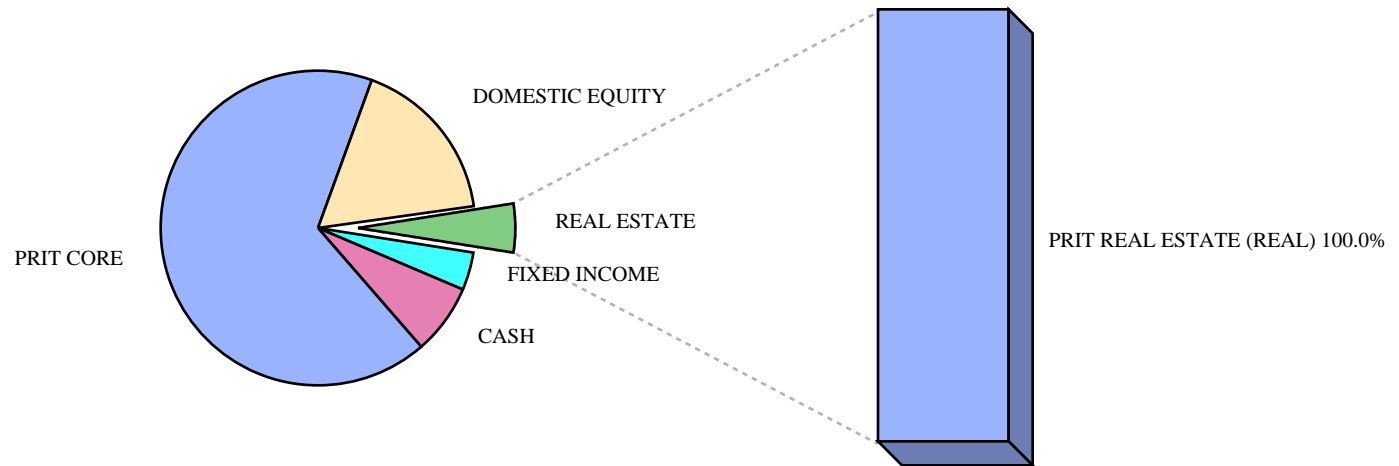 DOMESTIC EQUITY
REAL ESTATE
PRIT REAL ESTATE (REAL) 100.0%
PRIT CORE
FIXED INCOME
CASH